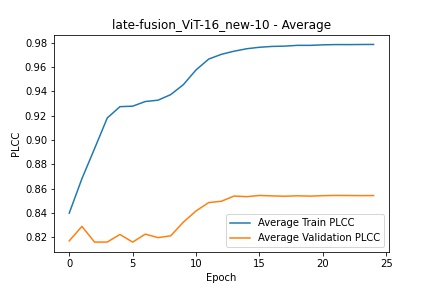 late-fusion_ViT-16_new-10 - Average
PLCC
0.98
0.96
0.94
0.92
0.90
0.88
0.86
0.84
0.82
Average Train PLCC
Average Validation PLCC
0 5 10 15 20 25
Epoch